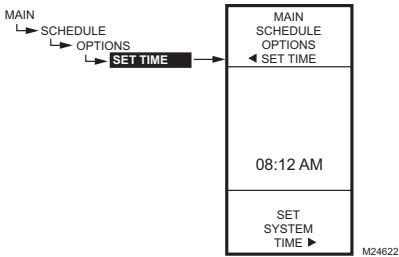 MAIN
SCHEDULE
OPTIONS
SET TIME
MAIN
SCHEDULE
OPTIONS
◄ SET TIME
08:12 AM
SET
SYSTEM
TIME ►
M24622